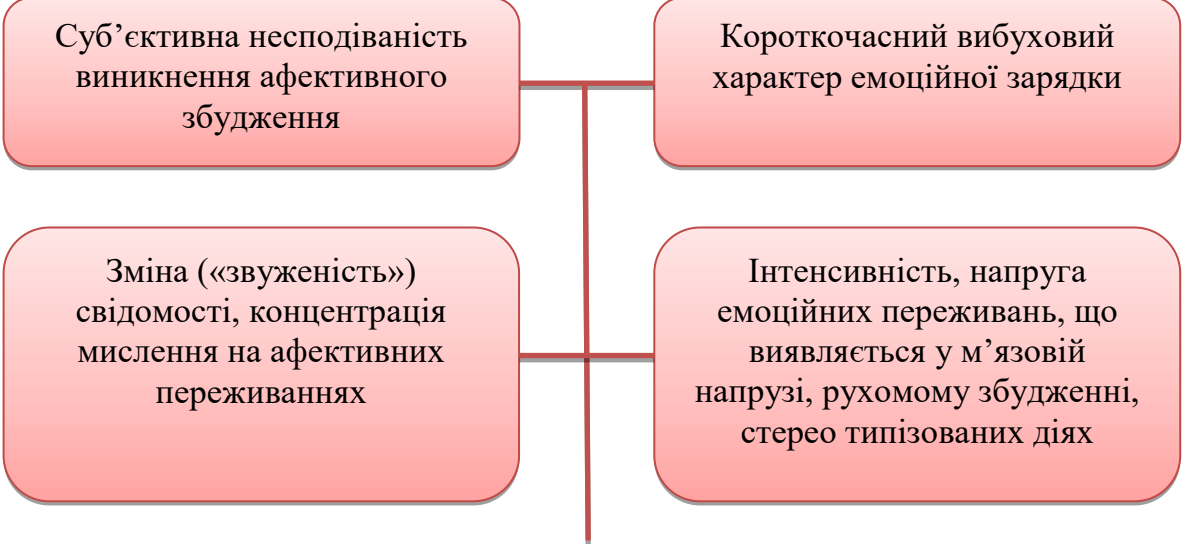 Суб’єктивна несподіваність
виникнення афективного
збудження
Короткочасний вибуховий
характер емоційної зарядки
Зміна («звуженість»)
свідомості, концентрація
мислення на афективних
переживаннях
Інтенсивність, напруга
емоційних переживань, що
виявляється у м’язовій
напрузі, рухомому збудженні,
стерео типізованих діях